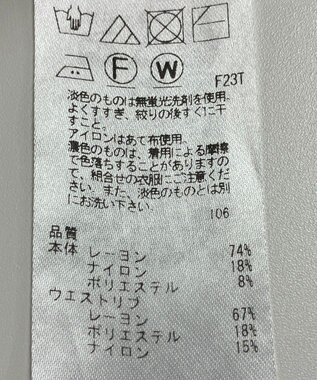 F W
F23T
淡色のものは無蛍光洗剤を使用、
よくすすぎ、絞りの後すぐに干
すこと。
アイロンはあて布使用。
濃色のものは、着用による摩擦
で色落ちすることがありますの
で、組合せの衣服にご注意くだ
さい。また、淡色のものとは別
にお洗い下さい。
106
品質
本体 レーヨン 74%
ナイロン 18%
ポリエステル 8%
ウエストリブ
レーヨン 67%
ポリエステル 18%
ナイロン 15%